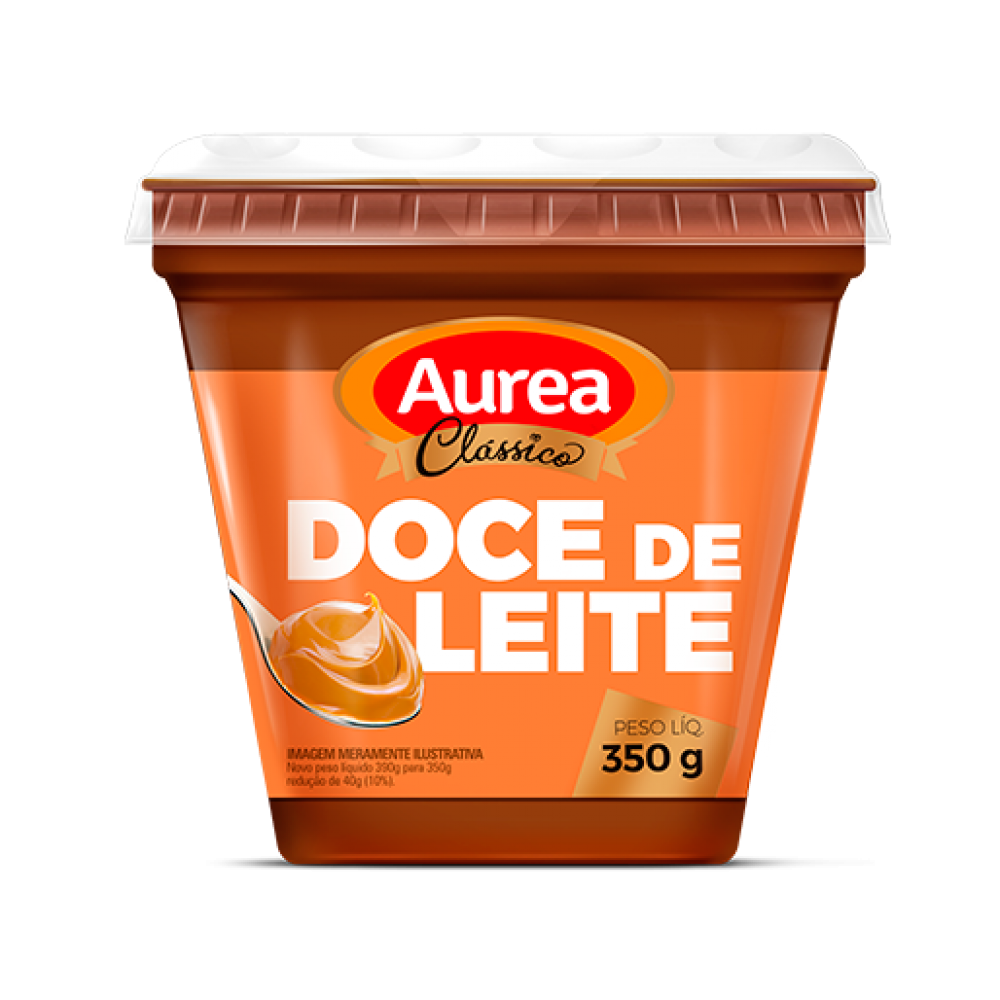 Aurea
Clássico
DOCE DE
LEITE
PESO LÍQ.
350 g
IMAGEM MERAMENTE ILUSTRATIVA
Novo peso líquido 390g para 350g
redução de 40g (10%).